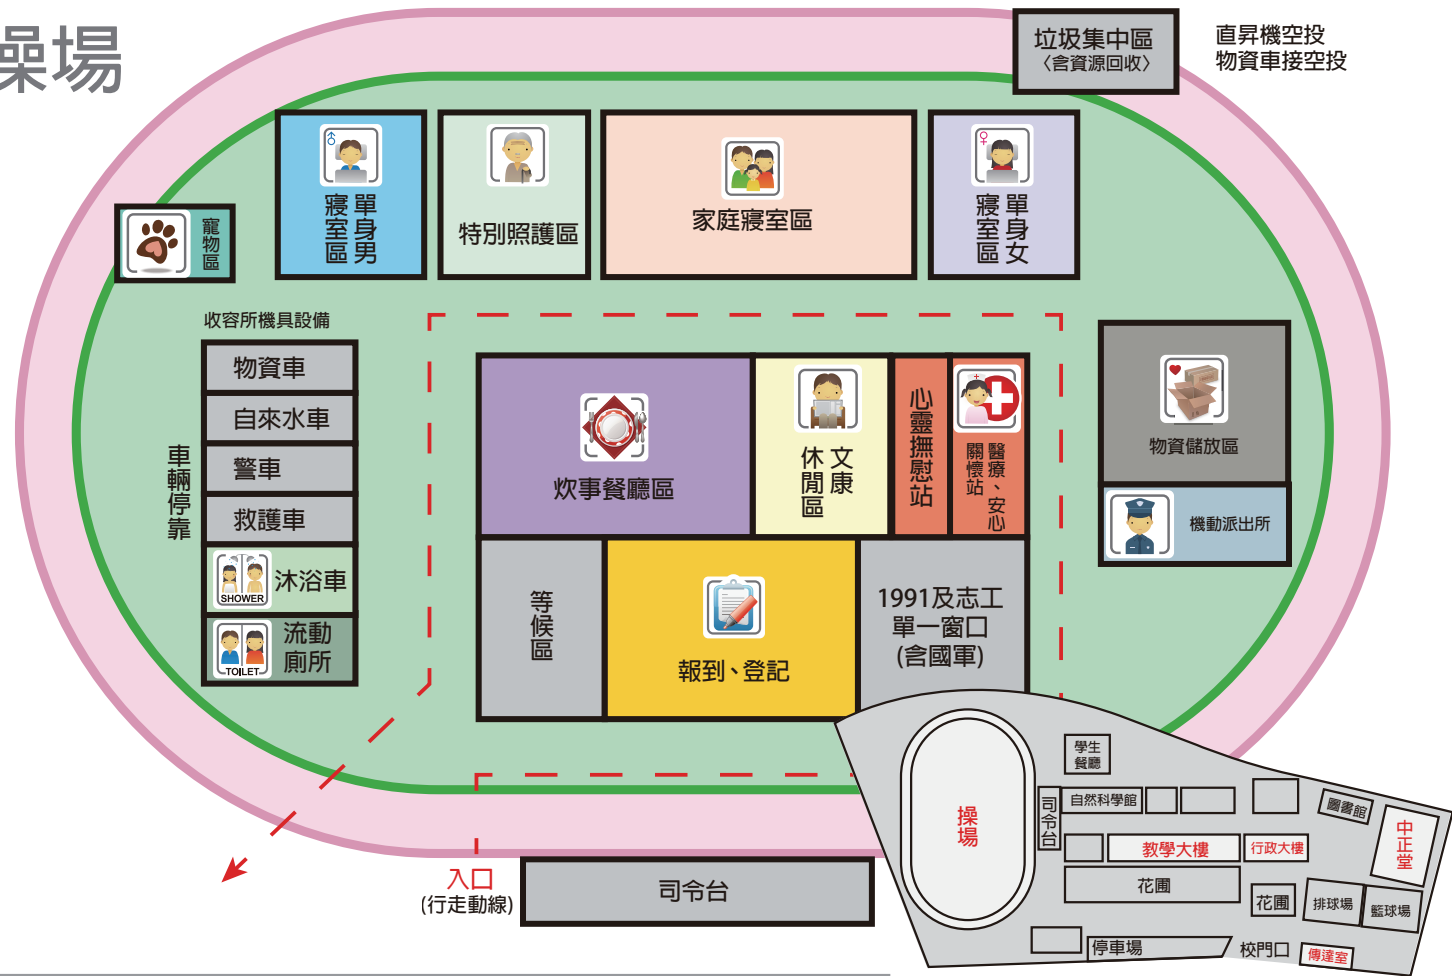 操場
垃圾集中區
〈含資源回收〉
直昇機空投
物資車接空投
單身男
寢室區
特別照護區
家庭寢室區
單身女
寢室區
寵物區
收容所機具設備
物資車
自來水車
警車
救護車
SHOWER
沐浴車
TOILET
流動
廁所
車輛停靠
炊事餐廳區
文康
休閒區
心靈撫慰站
醫療、安心
關懷站
物資儲放區
機動派出所
等候區
報到、登記
1991及志工
單一窗口
(含國軍)
入口
(行走動線)
司令台
學生
餐廳
自然科學館
圖書館
司令台
操場
教學大樓
行政大樓
中正堂
花圃
花圃
排球場
籃球場
停車場
校門口
傳達室